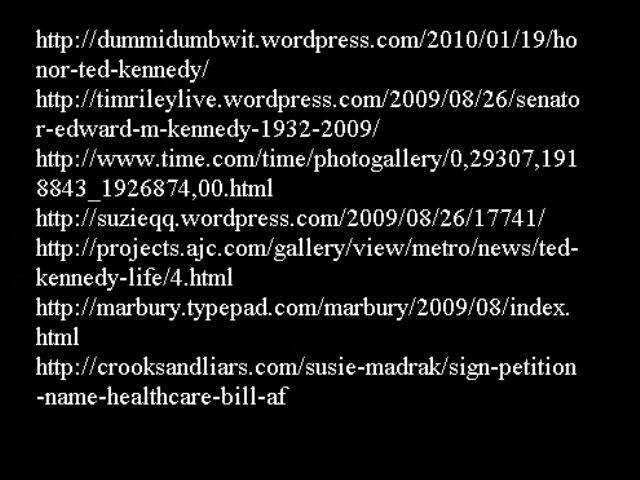 http://dummidumbwit.wordpress.com/2010/01/19/ho
nor-ted-kennedy/
http://timrileylive.wordpress.com/2009/08/26/senato
r-edward-m-kennedy-1932-2009/
http://www.time.com/time/photogallery/0,29307,191
8843_1926874,00.html
http://suzieqq.wordpress.com/2009/08/26/17741/
http://projects.ajc.com/gallery/view/metro/news/ted-
kennedy-life/4.html
http://marbury.typepad.com/marbury/2009/08/index.
html
http://crooksandliars.com/susie-madrak/sign-petition
-name-healthcare-bill-af